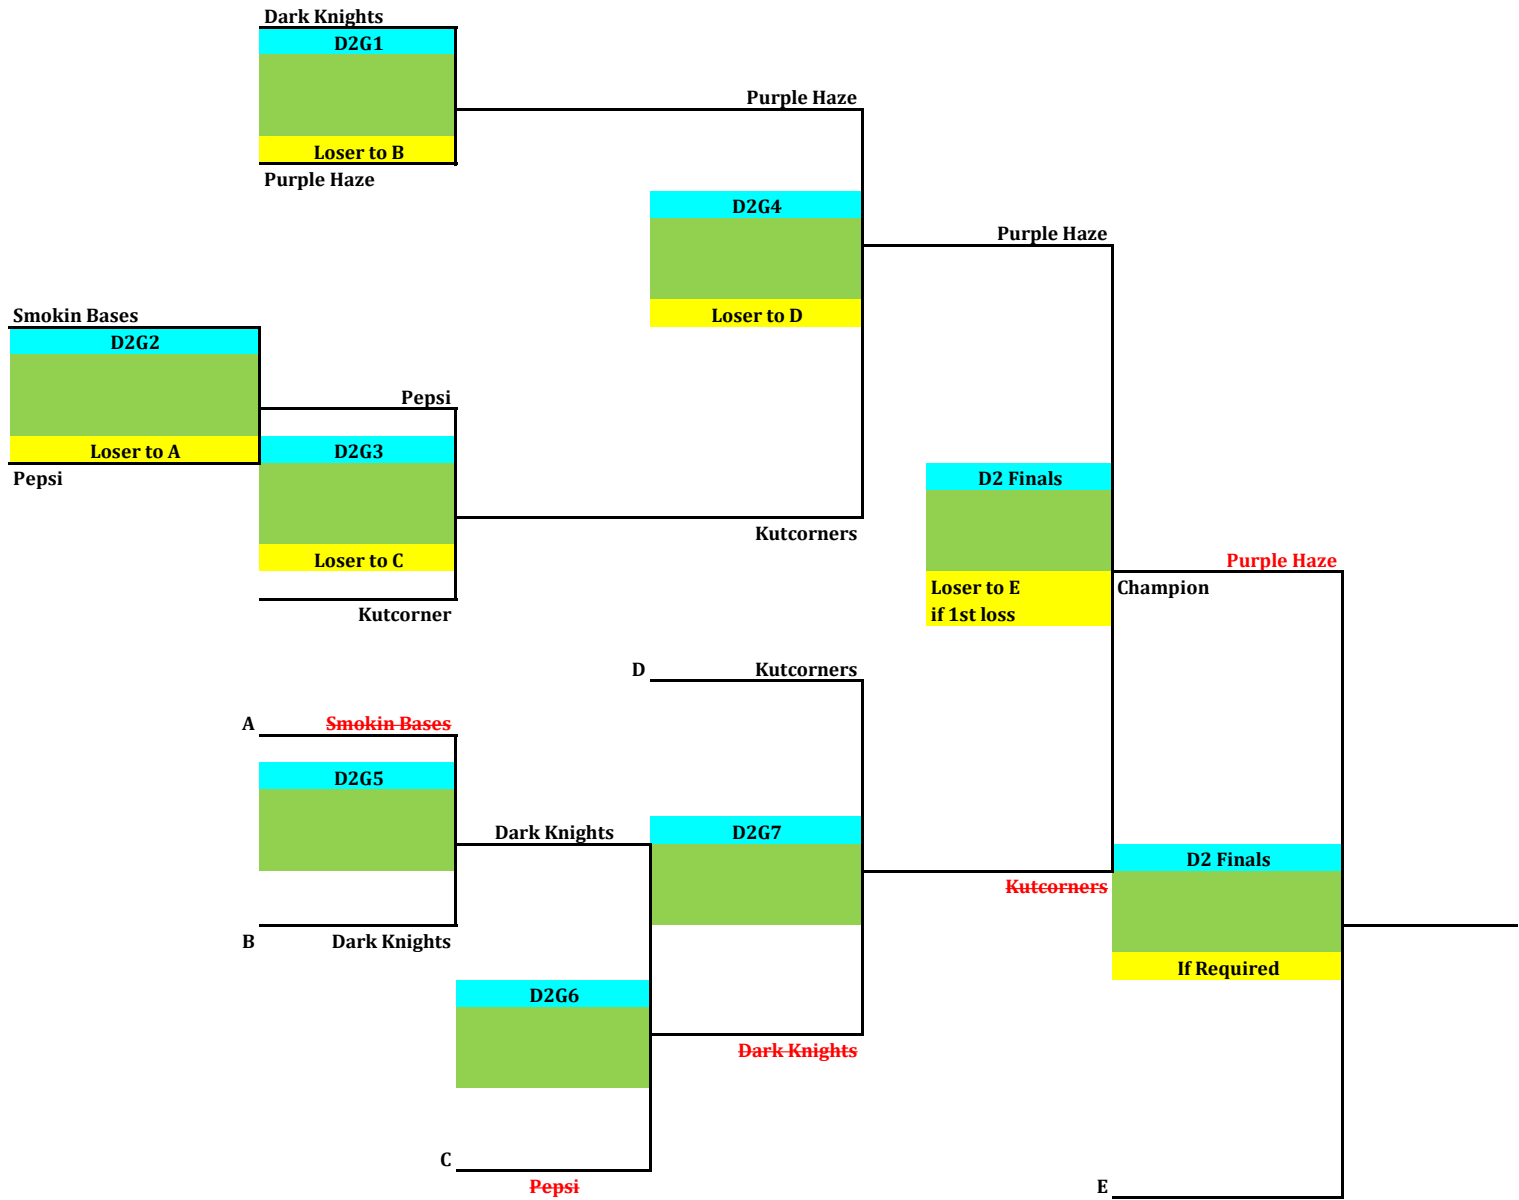 Dark Knights
D2G1
Purple Haze
Loser to B
Purple Haze
D2G4
Purple Haze
Smokin Bases
Loser to D
D2G2
Pepsi
Loser to A
D2G3
Pepsi
D2 Finals
Kutcorners
Loser to C
Purple Haze
Loser to E
if 1st loss
Champion
Kutcorner
D
Kutcorners
A
Smokin Bases
D2G5
Dark Knights
D2G7
D2 Finals
Kutcorners
B
Dark Knights
If Required
D2G6
Dark Knights
C
Pepsi
E